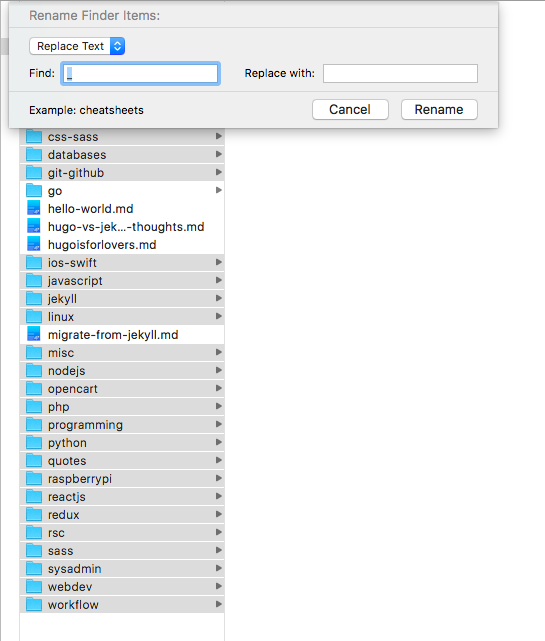 Rename Finder Items:
Replace Text
Find: _ Replace with:
Example: cheatsheets Cancel Rename
css-sass
databases
git-github
go
hello-world.md
hugo-vs-jek...-thoughts.md
hugoisforlovers.md
ios-swift
javascript
jekyll
linux
migrate-from-jekyll.md
misc
nodejs
opencart
php
programming
python
quotes
raspberrypi
reactjs
redux
rsc
sass
sysadmin
webdev
workflow